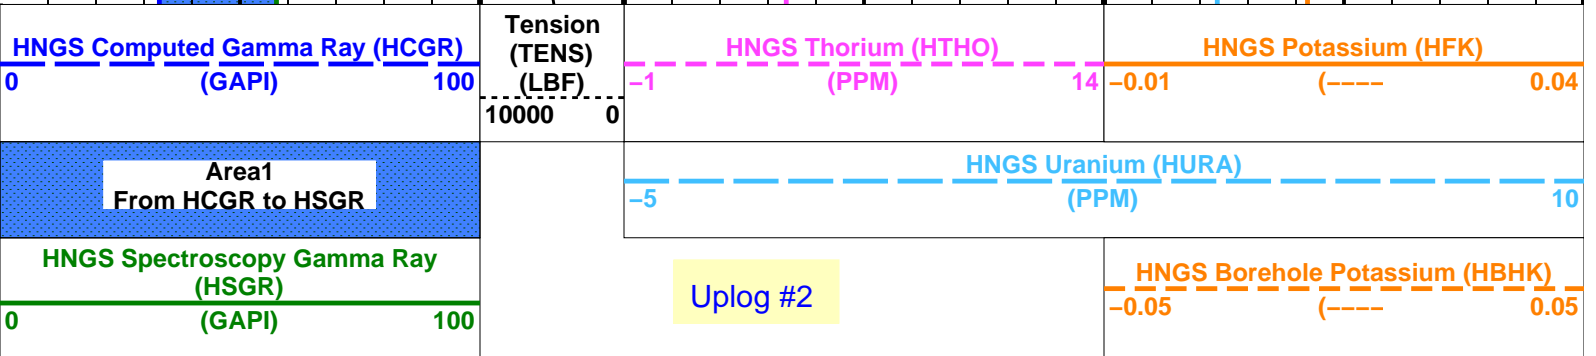 HNGS Computed Gamma Ray (HCGR)
0 (GAPI) 100
Tension
(TENS)
(LBF)
10000 0
HNGS Thorium (HTHO)
−1 (PPM) 14
HNGS Potassium (HFK)
−0.01 (−−−− 0.04
Area1
From HCGR to HSGR
HNGS Uranium (HURA)
−5 (PPM) 10
HNGS Spectroscopy Gamma Ray
(HSGR)
0 (GAPI) 100
Uplog #2
HNGS Borehole Potassium (HBHK)
−0.05 (−−−− 0.05